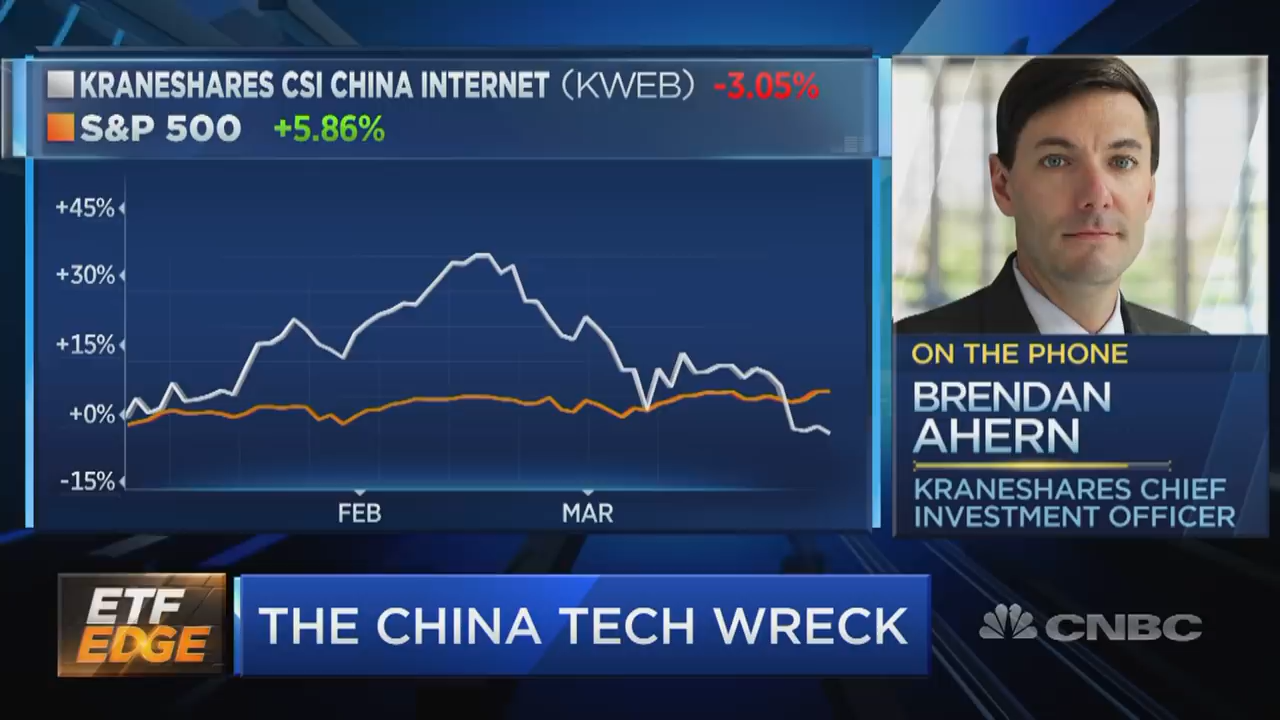 KRANESHARES CSI CHINA INTERNET (KWEB) -3.05%
S&P 500 +5.86%
+45%
+30%
+15%
+0%
-15%
FEB MAR
ON THE PHONE
BRENDAN
AHERN
KRANESHARES CHIEF
INVESTMENT OFFICER
ETF
EDGE
THE CHINA TECH WRECK
CNBC